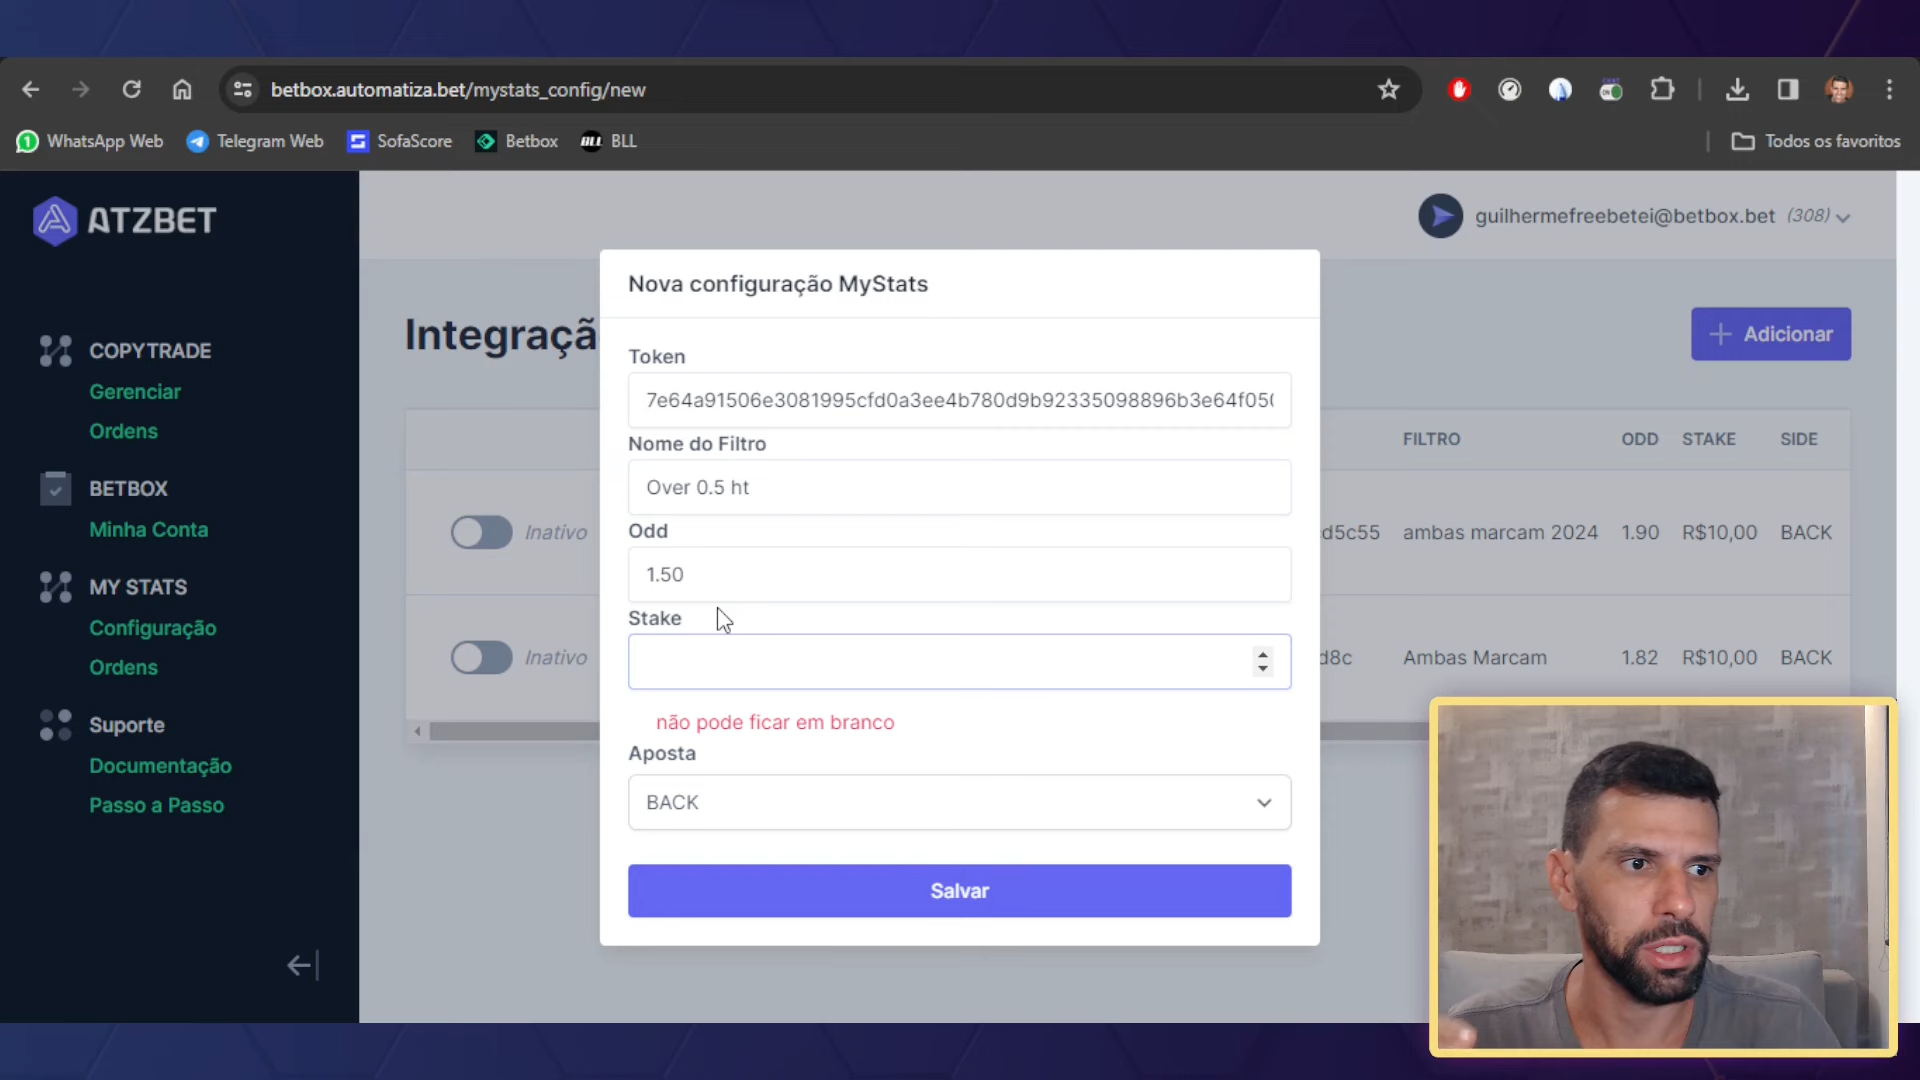 betbox.automatiza.bet/mystats_config/new
WhatsApp Web
Telegram Web
SofaScore
Betbox
BLL
BLL
Todos os favoritos
ATZBET
guilhermefreebetei@betbox.bet (308)
COPYTRADE
Gerenciar
Ordens
BETBOX
Minha Conta
MY STATS
Configuração
Ordens
Suporte
Documentação
Passo a Passo
Integraçã
Adicionar
FILTRO ODD STAKE SIDE
Inativo
d5c55 ambas marcam 2024 1.90 R$10,00 BACK
Inativo
d8c Ambas Marcam 1.82 R$10,00 BACK
Nova configuração MyStats
Token
7e64a91506e3081995cfd0a3ee4b780d9b92335098896b3e64f050
Nome do Filtro
Over 0.5 ht
Odd
1.50
Stake
não pode ficar em branco
Aposta
BACK
Salvar